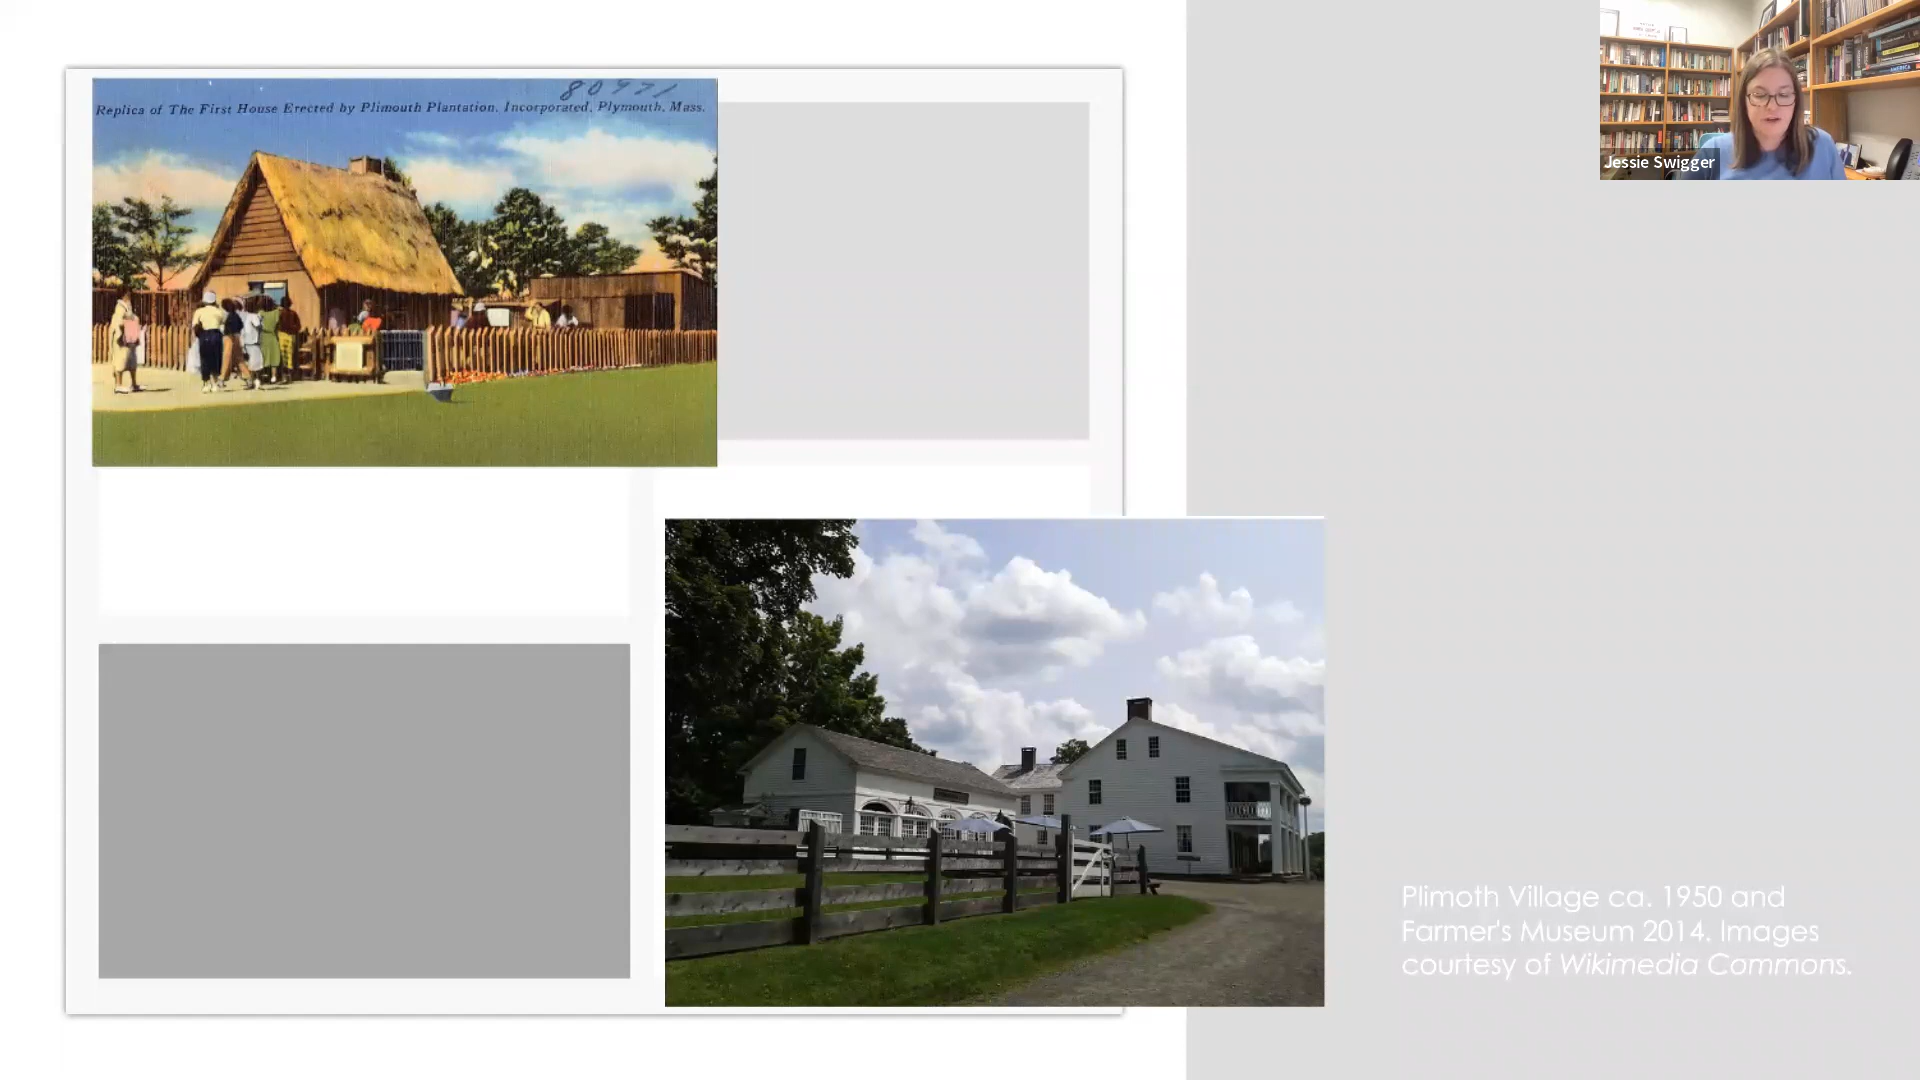 80971
Replica of The First House Erected by Plimouth Plantation, Incorporated, Plymouth, Mass.
Jessie Swigger
Plimoth Village ca. 1950 and
Farmer's Museum 2014. Images
courtesy of Wikimedia Commons.